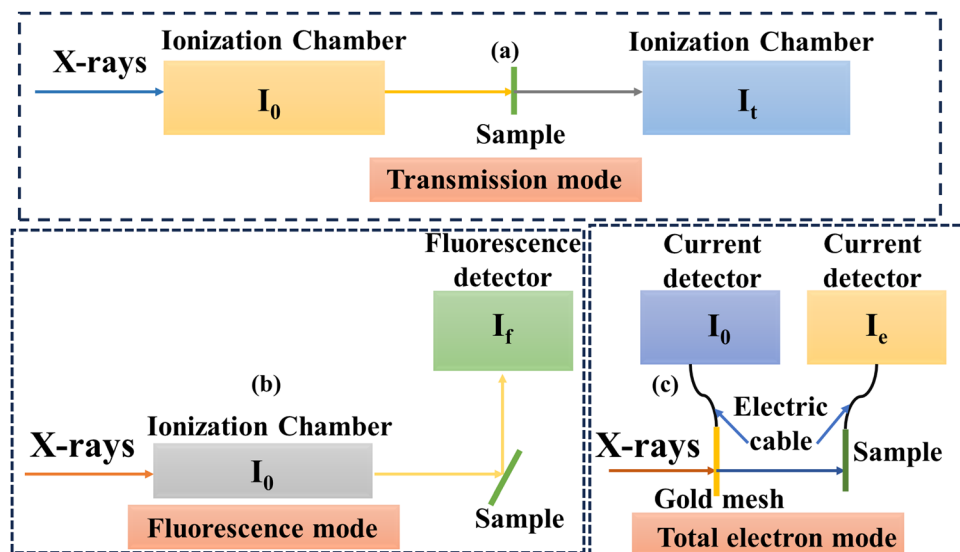 Ionization Chamber
(a)
Ionization Chamber
X-rays
I0
It
Sample
Transmission mode
Fluorescence
detector
If
(b)
Ionization Chamber
X-rays
I0
Sample
Fluorescence mode
Current
detector
Current
detector
I0
Ie
(c)
Electric
cable
X-rays
Sample
Gold mesh
Total electron mode